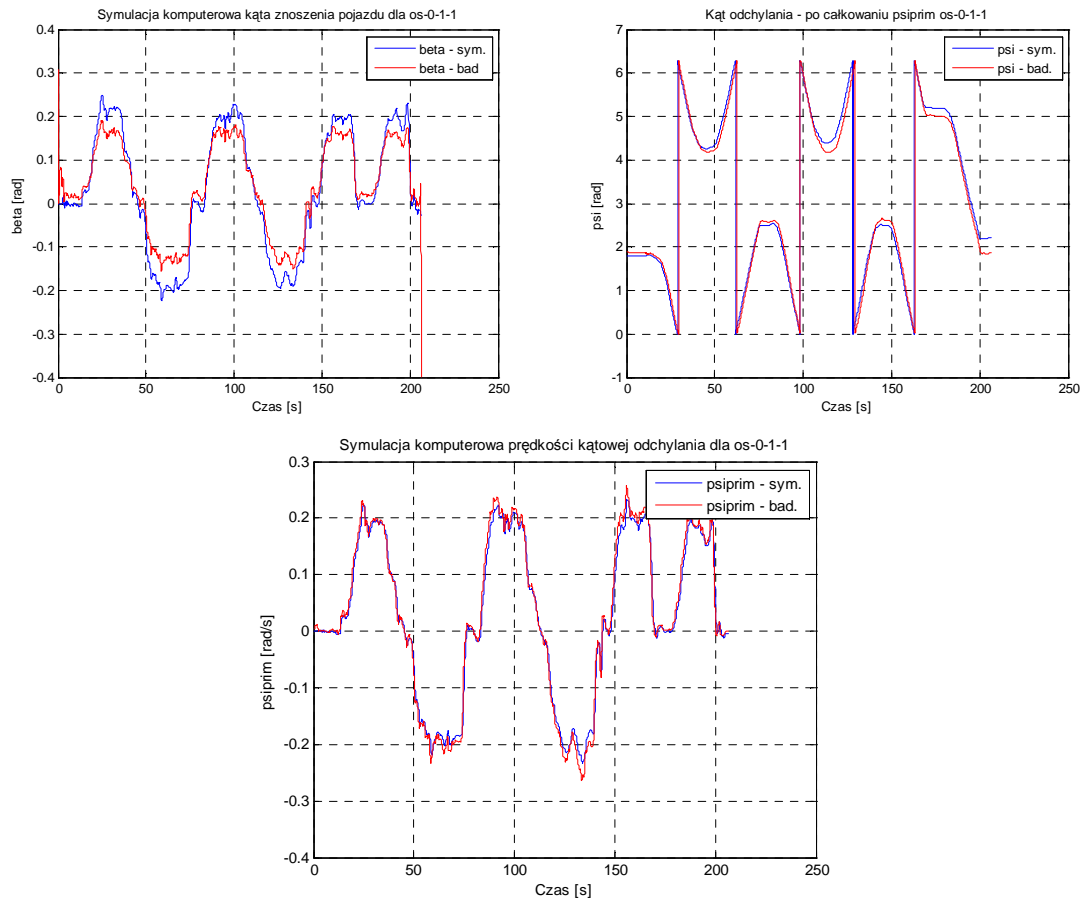 Symulacja komputerowa kąta znoszenia pojazdu dla os-0-1-1
beta - sym.
beta - bad
0.4
0.3
0.2
0.1
0
-0.1
-0.2
-0.3
-0.4
beta [rad]
0
50
100
150
200
250
Czas [s]
Kąt odchylania - po całkowaniu psiprim os-0-1-1
psi - sym.
psi - bad.
7
6
5
4
3
2
1
0
-1
psi [rad]
0
50
100
150
200
250
Czas [s]
Symulacja komputerowa prędkości kątowej odchylania dla os-0-1-1
psiprim - sym.
psiprim - bad.
0.3
0.2
0.1
0
-0.1
-0.2
-0.3
-0.4
psiprim [rad/s]
0
50
100
150
200
250
Czas [s]